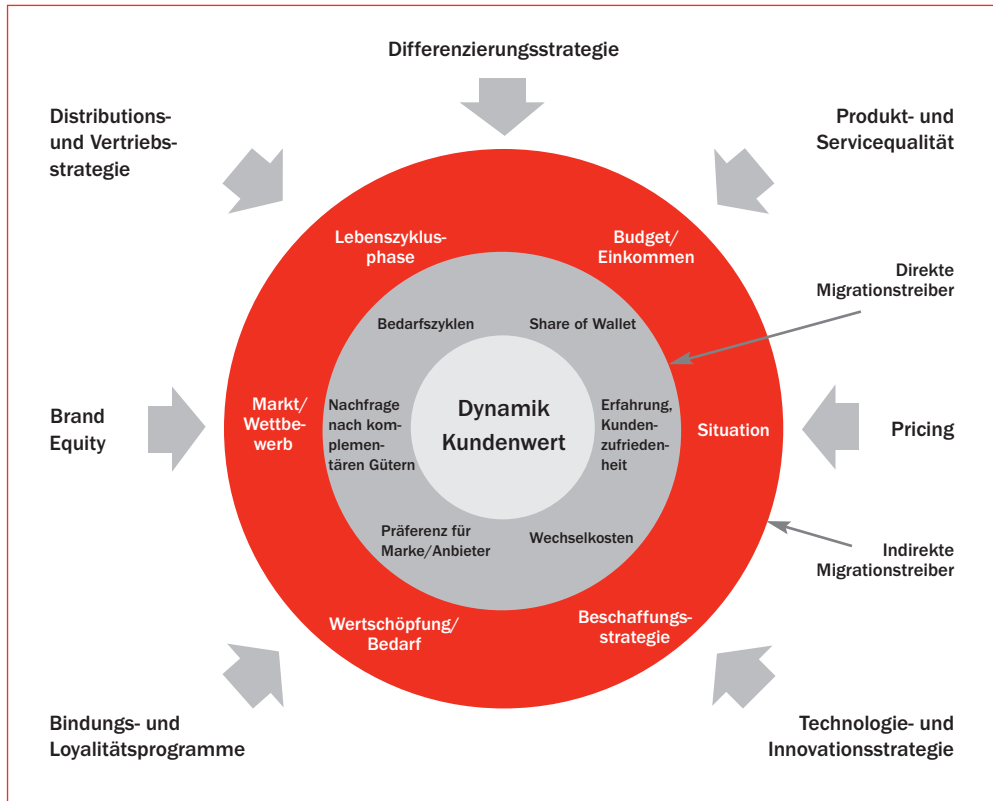 Differenzierungsstrategie
Distributions-
und Vertriebs-
strategie
Produkt- und
Servicequalität
Lebenszyklus-
phase
Budget/
Einkommen
Direkte
Migrationstreiber
Bedarfszyklen
Share of Wallet
Brand
Equity
Markt/
Wettbe-
werb
Nachfrage
nach kom-
plemen-
tären Gütern
Dynamik
Kundenwert
Erfahrung,
Kunden-
zufrieden-
heit
Situation
Pricing
Präferenz für
Marke/Anbieter
Wechselkosten
Indirekte
Migrationstreiber
Wertschöpfung/
Bedarf
Beschaffungs-
strategie
Bindungs- und
Loyalitätsprogramme
Technologie- und
Innovationsstrategie